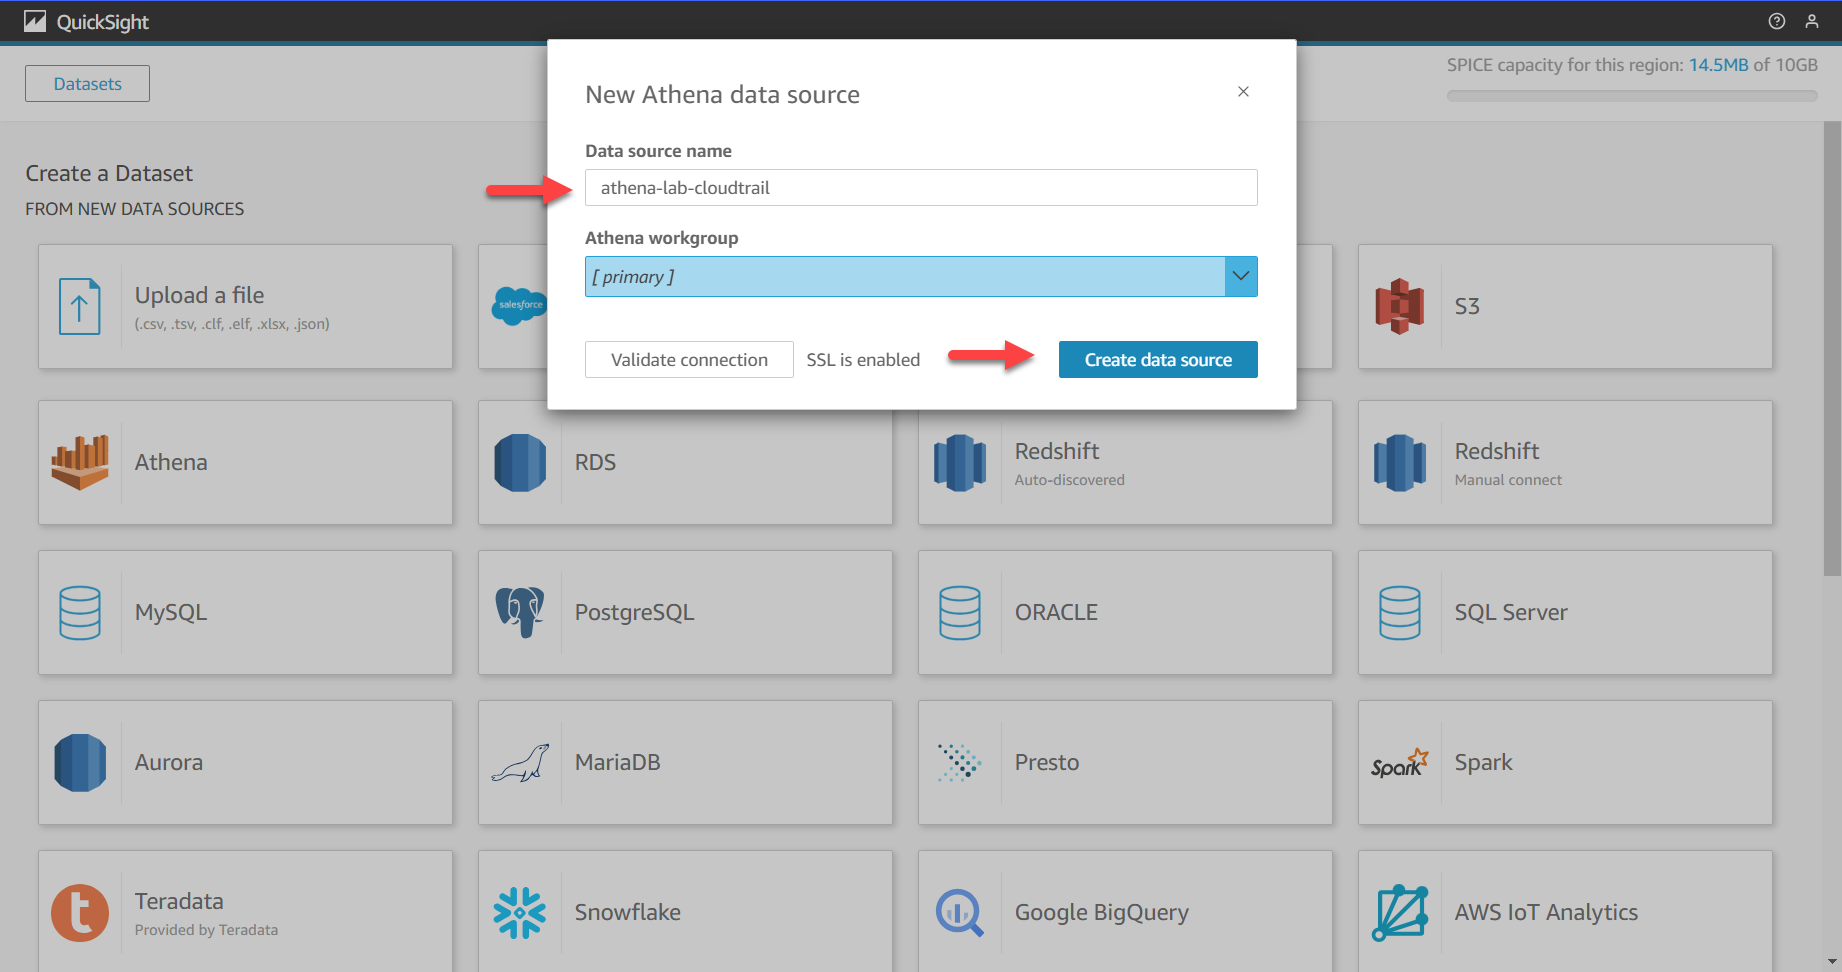 QuickSight
Datasets
SPICE capacity for this region: 14.5MB of 10GB
New Athena data source
Data source name
athena-lab-cloudtrail
Athena workgroup
[ primary ]
Validate connection
SSL is enabled
Create data source
Create a Dataset
FROM NEW DATA SOURCES
Upload a file
(.csv, .tsv, .clf, .elf, .xlsx, .json)
salesforce
S3
Athena
RDS
Redshift
Auto-discovered
Redshift
Manual connect
MySQL
PostgreSQL
ORACLE
SQL Server
Aurora
MariaDB
Presto
Spark
Spark
t
Teradata
Provided by Teradata
Snowflake
Google BigQuery
AWS IoT Analytics